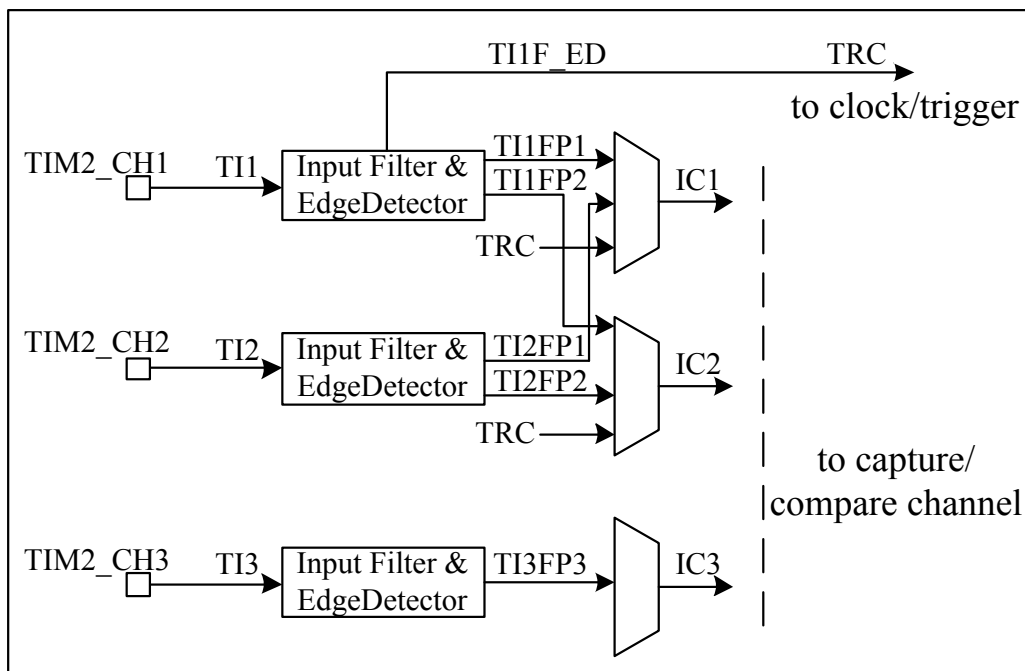 TI1F_ED
TRC
to clock/trigger
TIM2_CH1
TI1
Input Filter &
EdgeDetector
TI1FP1
TI1FP2
TRC
IC1
TIM2_CH2
TI2
Input Filter &
EdgeDetector
TI2FP1
TI2FP2
TRC
IC2
to capture/
compare channel
TIM2_CH3
TI3
Input Filter &
EdgeDetector
TI3FP3
IC3